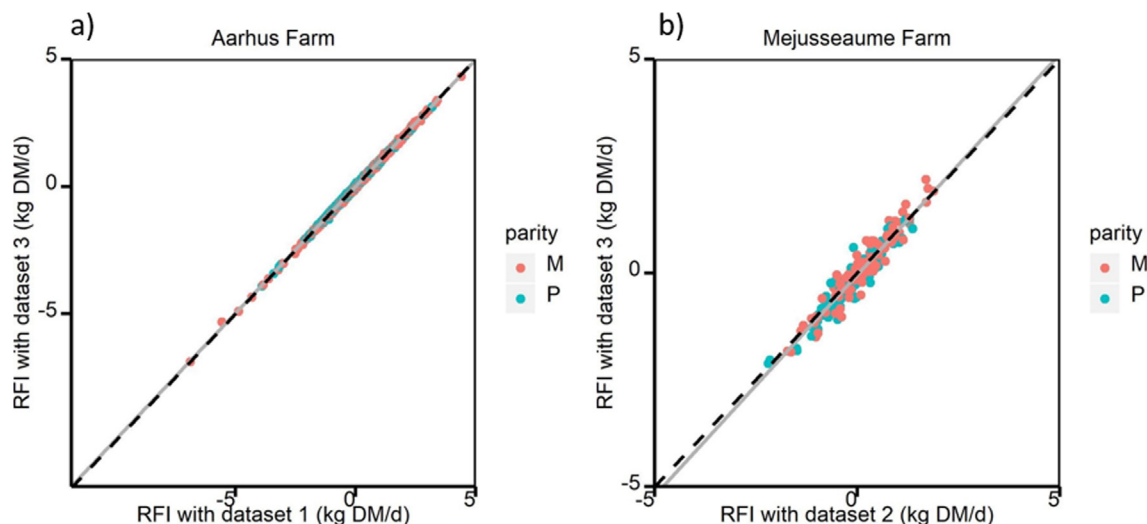 a)
Aarhus Farm
5
0
-5
RFI with dataset 3 (kg DM/d)
-5
0
5
RFI with dataset 1 (kg DM/d)
parity
M
P
b)
Mejusseaume Farm
5
0
-5
RFI with dataset 3 (kg DM/d)
-5
0
5
RFI with dataset 2 (kg DM/d)
parity
M
P